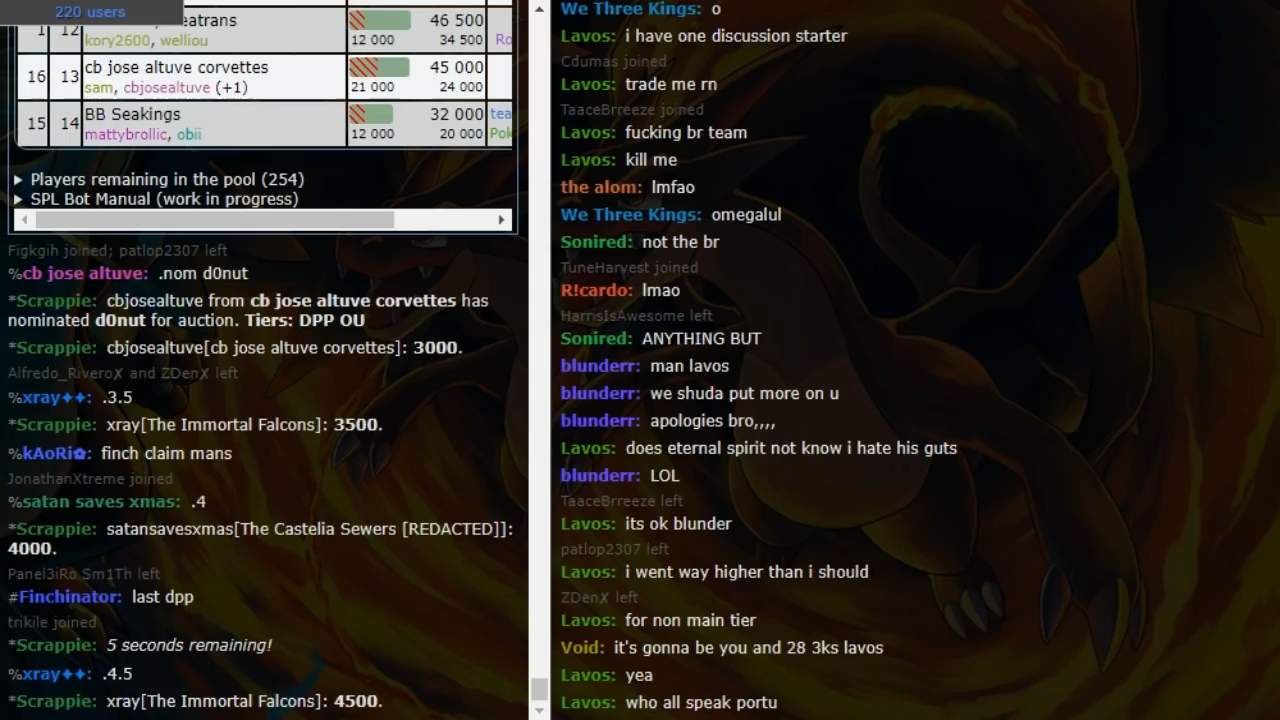 220 users
eatrans
46 500
1
12
kory2600, welliou
12 000
34 500
Ro
16
13
cb jose altuve corvettes
45 000
sam, cbjosealtuve (+1)
21 000
24 000
15
14
BB Seakings
32 000
tea
mattybrollic, obii
12 000
20 000
Pok
Players remaining in the pool (254)
SPL Bot Manual (work in progress)
Figkgih joined; patlop2307 left
%cb jose altuve: .nom d0nut
*Scrappie: cbjosealtuve from cb jose altuve corvettes has
nominated d0nut for auction. Tiers: DPP OU
*Scrappie: cbjosealtuve[cb jose altuve corvettes]: 3000.
Alfredo_Rivero✗ and ZDen✗ left
%xray✦✦: .3.5
*Scrappie: xray[The Immortal Falcons]: 3500.
%kAoRi✿: finch claim mans
JonathanXtreme joined
%satan saves xmas: .4
*Scrappie: satansavesxmas[The Castelia Sewers [REDACTED]]:
4000.
Panel3iRo Sm1Th left
#Finchinator: last dpp
trikile joined
*Scrappie: 5 seconds remaining!
%xray✦✦: .4.5
*Scrappie: xray[The Immortal Falcons]: 4500.
We Three Kings: o
Lavos: i have one discussion starter
Cdumas joined
Lavos: trade me rn
TaaceBrreeze joined
Lavos: fucking br team
Lavos: kill me
the alom: lmfao
We Three Kings: omegalul
Sonired: not the br
TuneHarvest joined
R!cardo: lmao
HarrisIsAwesome left
Sonired: ANYTHING BUT
blunderr: man lavos
blunderr: we shuda put more on u
blunderr: apologies bro,,,,
Lavos: does eternal spirit not know i hate his guts
blunderr: LOL
TaaceBrreeze left
Lavos: its ok blunder
patlop2307 left
Lavos: i went way higher than i should
ZDen✗ left
Lavos: for non main tier
Void: it's gonna be you and 28 3ks lavos
Lavos: yea
Lavos: who all speak portu